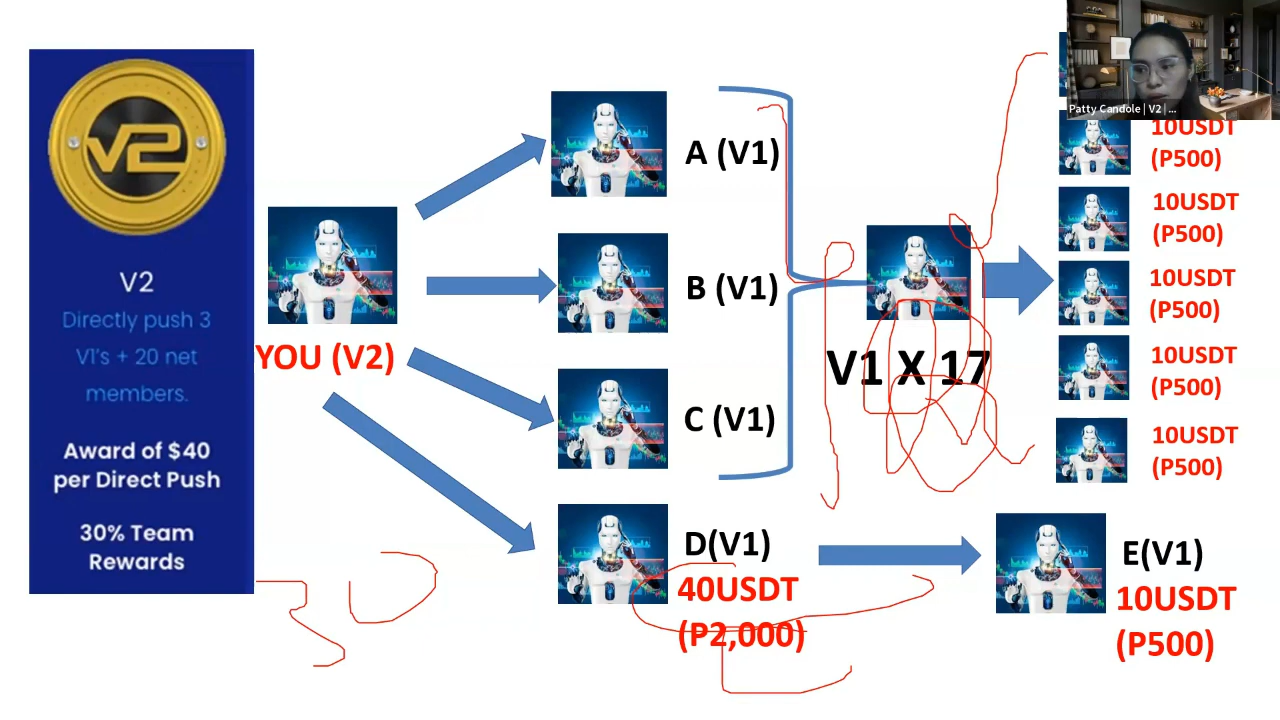 V2
V2
Directly push 3
V1's + 20 net
members.
Award of $40
per Direct Push
30% Team
Rewards
YOU (V2)
A (V1)
B (V1)
C (V1)
D(V1)
40USDT
(P2,000)
V1 X 17
Patty Candole | V2 | ...
10USDT
(P500)
10USDT
(P500)
10USDT
(P500)
10USDT
(P500)
10USDT
(P500)
E(V1)
10USDT
(P500)